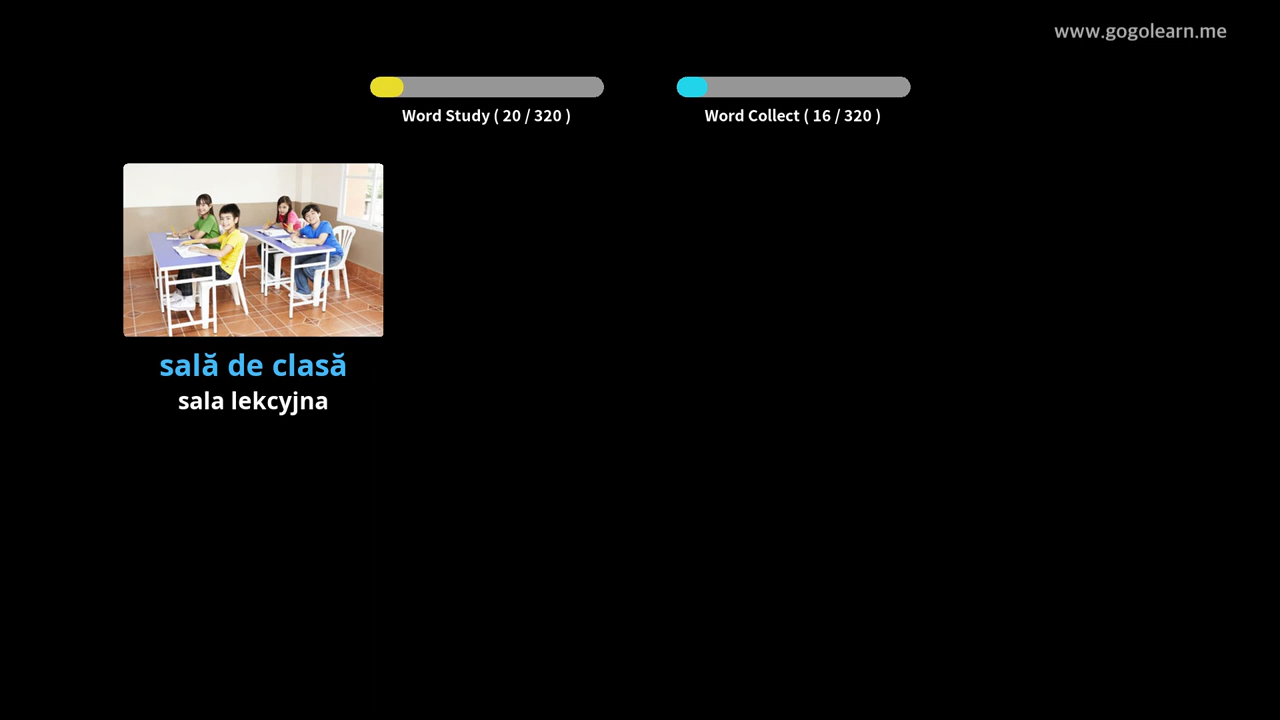 www.gogolearn.me
Word Study ( 20 / 320 )
Word Collect ( 16 / 320 )
sală de clasă
sala lekcyjna